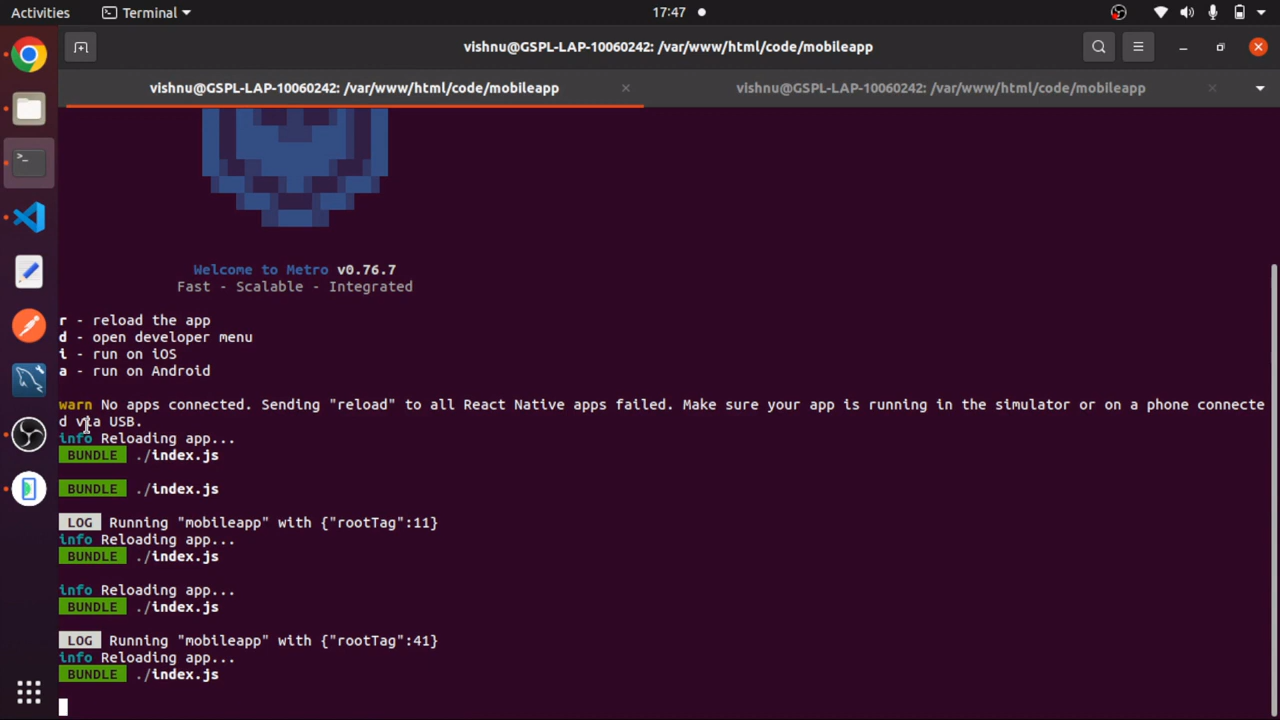 Activities Terminal 17:47
vishnu@GSPL-LAP-10060242: /var/www/html/code/mobileapp
vishnu@GSPL-LAP-10060242: /var/www/html/code/mobileapp vishnu@GSPL-LAP-10060242: /var/www/html/code/mobileapp
Welcome to Metro v0.76.7
Fast - Scalable - Integrated
r - reload the app
d - open developer menu
i - run on iOS
a - run on Android
warn No apps connected. Sending "reload" to all React Native apps failed. Make sure your app is running in the simulator or on a phone connecte
d via USB.
info Reloading app...
BUNDLE ./index.js
BUNDLE ./index.js
LOG Running "mobileapp" with {"rootTag":11}
info Reloading app...
BUNDLE ./index.js
info Reloading app...
BUNDLE ./index.js
LOG Running "mobileapp" with {"rootTag":41}
info Reloading app...
BUNDLE ./index.js